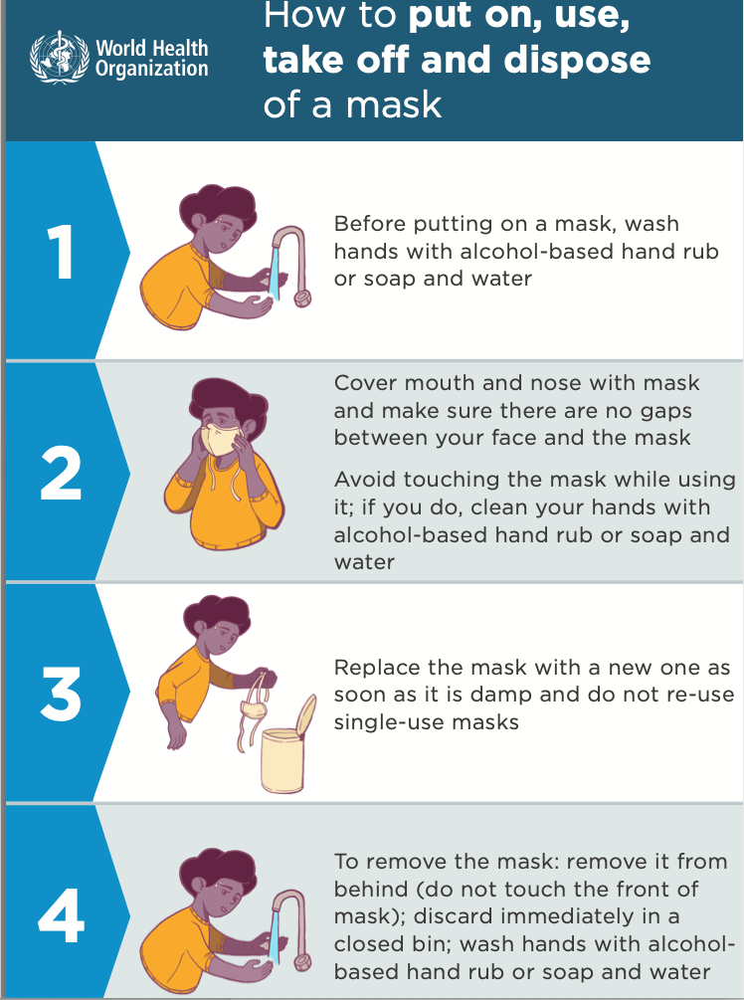 World Health
Organization
How to put on, use,
take off and dispose
of a mask
1
Before putting on a mask, wash
hands with alcohol-based hand rub
or soap and water
2
Cover mouth and nose with mask
and make sure there are no gaps
between your face and the mask
Avoid touching the mask while using
it; if you do, clean your hands with
alcohol-based hand rub or soap and
water
3
Replace the mask with a new one as
soon as it is damp and do not re-use
single-use masks
4
To remove the mask: remove it from
behind (do not touch the front of
mask); discard immediately in a
closed bin; wash hands with alcohol-
based hand rub or soap and water